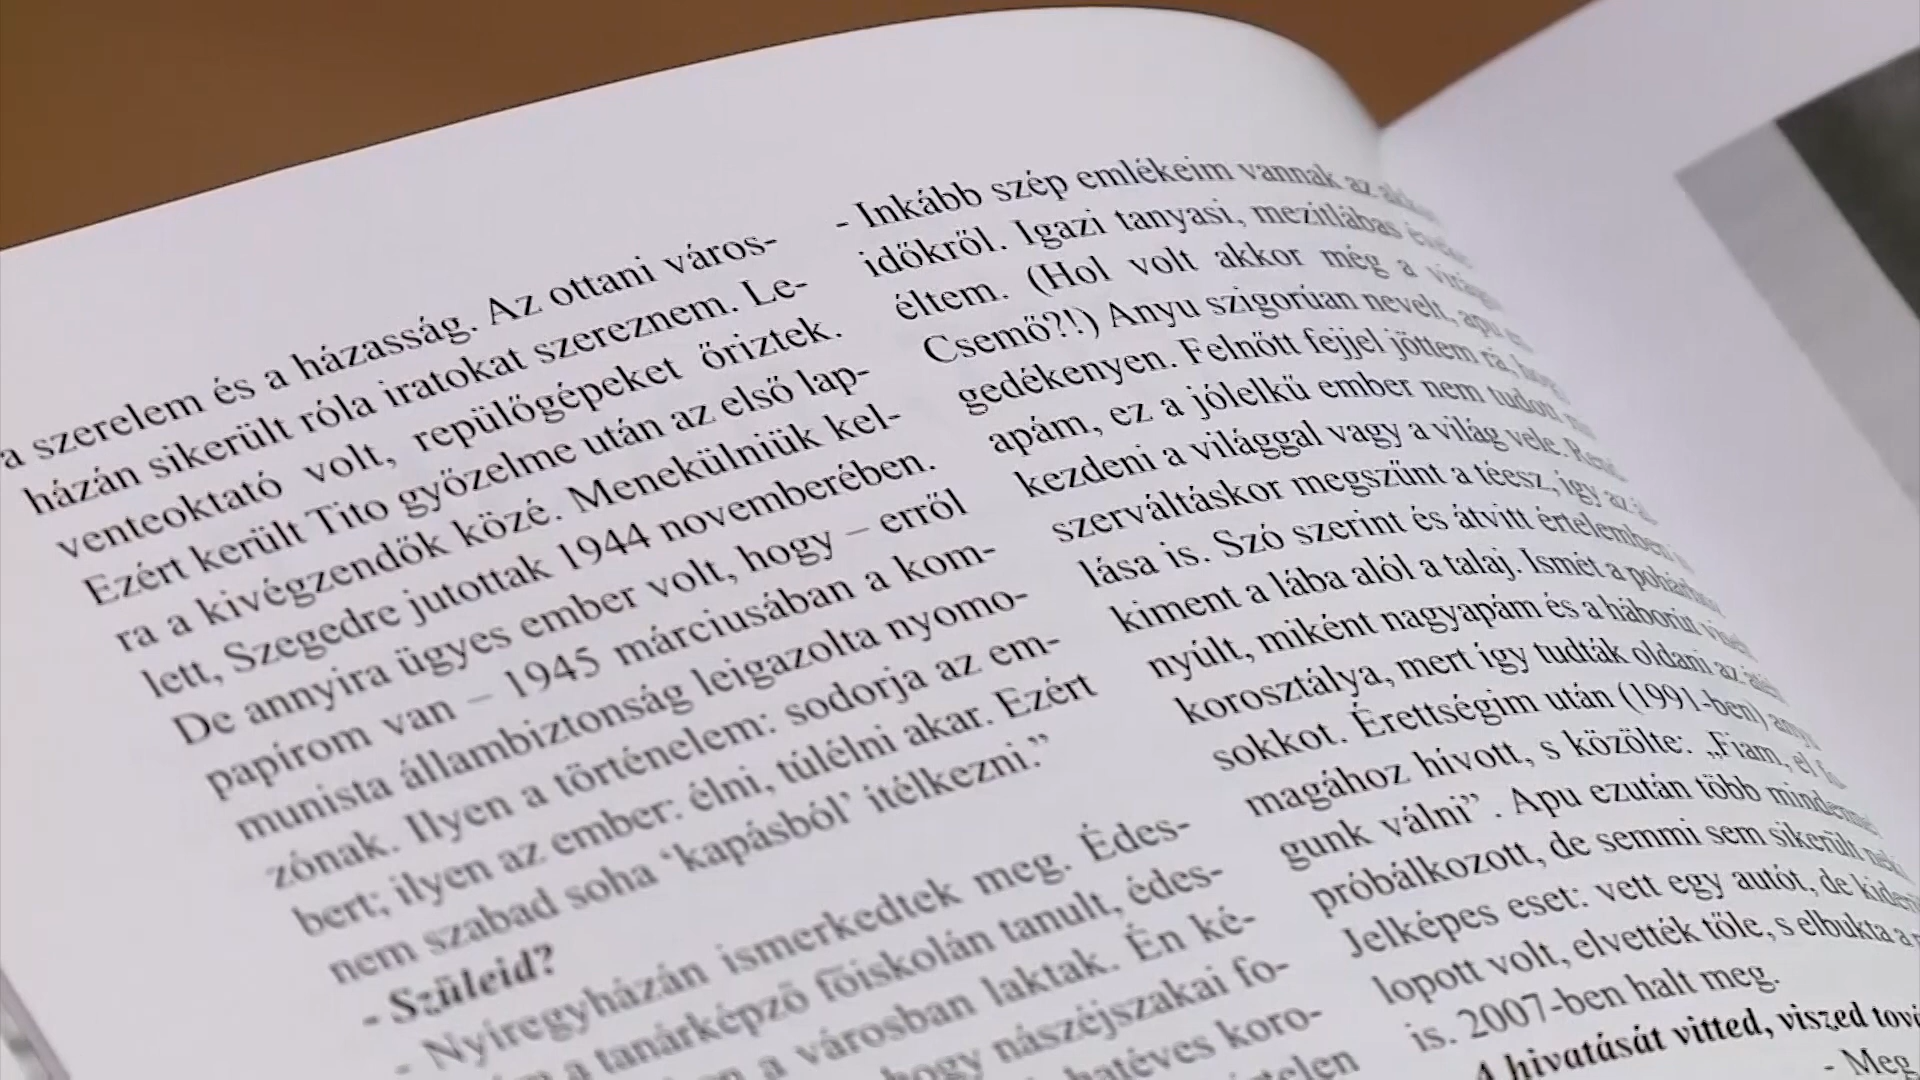 a szerelem és a házasság. Az ottani város-
házán sikerült róla iratokat szereznem. Le-
venteoktató volt, repülőgépeket őriztek.
Ezért került Tito győzelme után az első lap-
ra a kivégzendők közé. Menekülniük kel-
lett, Szegedre jutottak 1944 novemberében.
De annyira ügyes ember volt, hogy – erről
papírom van – 1945 márciusában a kom-
munista állambiztonság leigazolta nyomo-
zónak. Ilyen a történelem: sodorja az em-
bert; ilyen az ember: élni, túlélni akar. Ezért
nem szabad soha ‘kapásból’ ítélkezni.”
- Szüleid?
- Nyíregyházán ismerkedtek meg. Édes-
a tanárképző főiskolán tanult, édes-
a városban laktak. Én ké-
hogy nászéjszakai fo-
hatéves koro-
- Inkább szép emlékeim vannak az
időkről. Igazi tanyasi, mezítlábas
éltem. (Hol volt akkor még a
Csemő?!) Anyu szigorúan nevelt, apu
gedékenyen. Felnőtt fejjel jöttem rá, hogy
apám, ez a jólelkű ember nem tudott
kezdeni a világgal vagy a világ vele.
szerváltáskor megszűnt a téesz, így az
lása is. Szó szerint és átvitt értelemben
kiment a lába alól a talaj. Ismét a
nyúlt, miként nagyapám és a háborút
korosztálya, mert így tudták oldani az
sokkot. Érettségim után (1991-ben)
magához hívott, s közölte: „Fiam, el
gunk válni”. Apu ezután több
próbálkozott, de semmi sem sikerült
Jelképes eset: vett egy autót, de
lopott volt, elvették tőle, s elbukta a
is. 2007-ben halt meg.
A hivatását vitted, viszed
- Meg